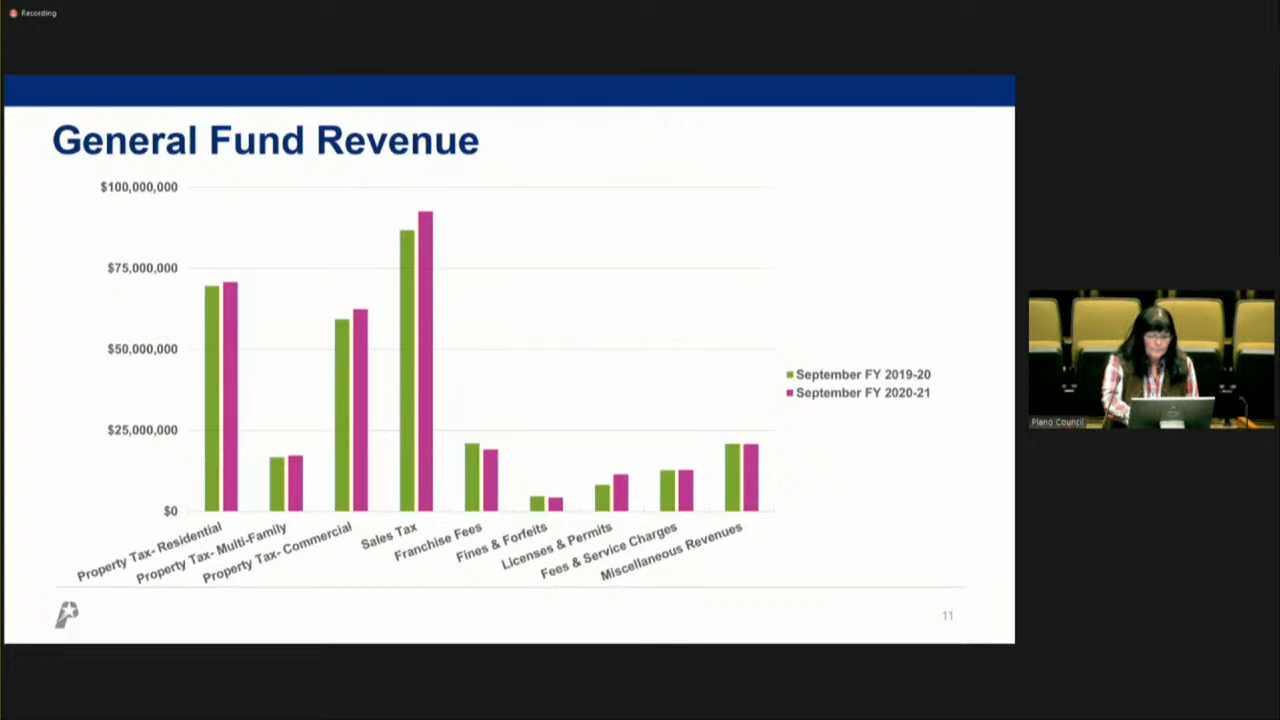 Recording
General Fund Revenue
$100,000,000
$75,000,000
$50,000,000
$25,000,000
$0
Property Tax- Residential
Property Tax- Multi-Family
Property Tax- Commercial
Sales Tax
Franchise Fees
Fines & Forfeits
Licenses & Permits
Fees & Service Charges
Miscellaneous Revenues
September FY 2019-20
September FY 2020-21
Plano Council
11